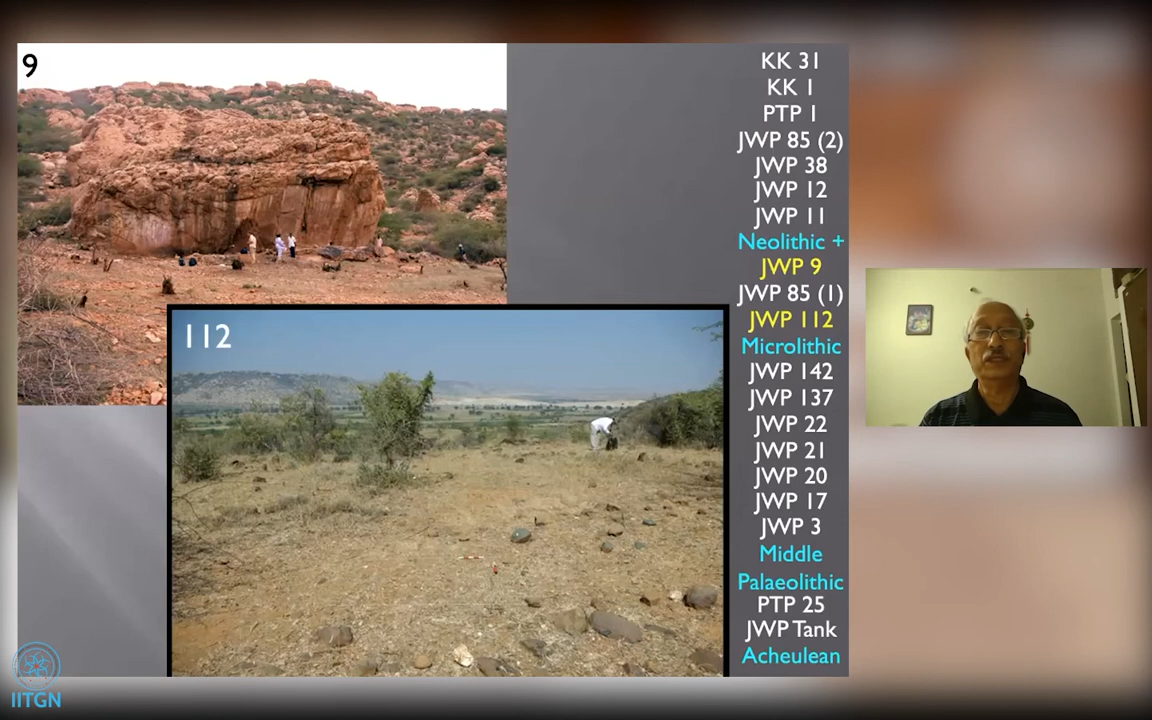 9
112
KK 31
KK 1
PTP 1
JWP 85 (2)
JWP 38
JWP 12
JWP 11
Neolithic +
JWP 9
JWP 85 (1)
JWP 112
Microlithic
JWP 142
JWP 137
JWP 22
JWP 21
JWP 20
JWP 17
JWP 3
Middle
Palaeolithic
PTP 25
JWP Tank
Acheulean
IITGN